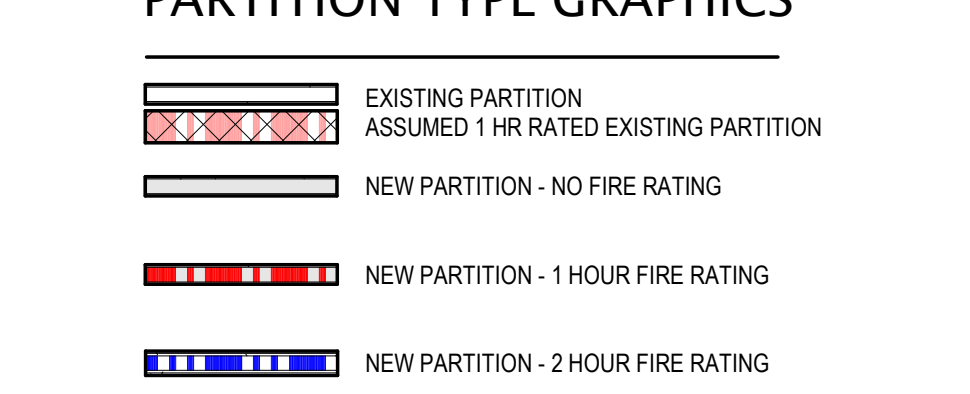 PARTITION TYPE GRAPHICS
EXISTING PARTITION
ASSUMED 1 HR RATED EXISTING PARTITION
NEW PARTITION - NO FIRE RATING
NEW PARTITION - 1 HOUR FIRE RATING
NEW PARTITION - 2 HOUR FIRE RATING